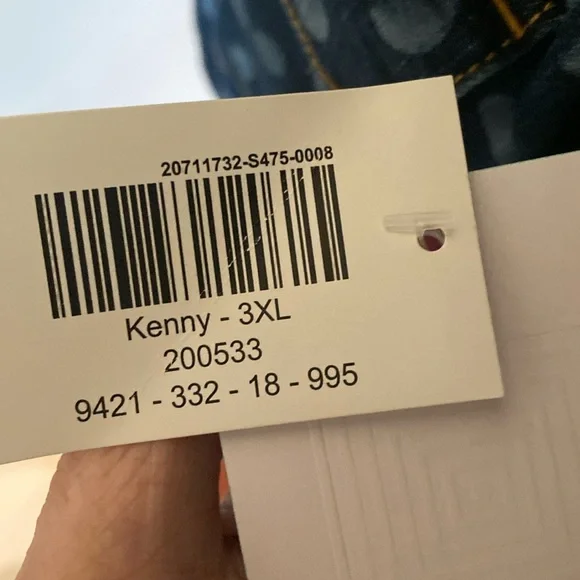 20711732-S475-0008
Kenny - 3XL
200533
9421 - 332 - 18 - 995